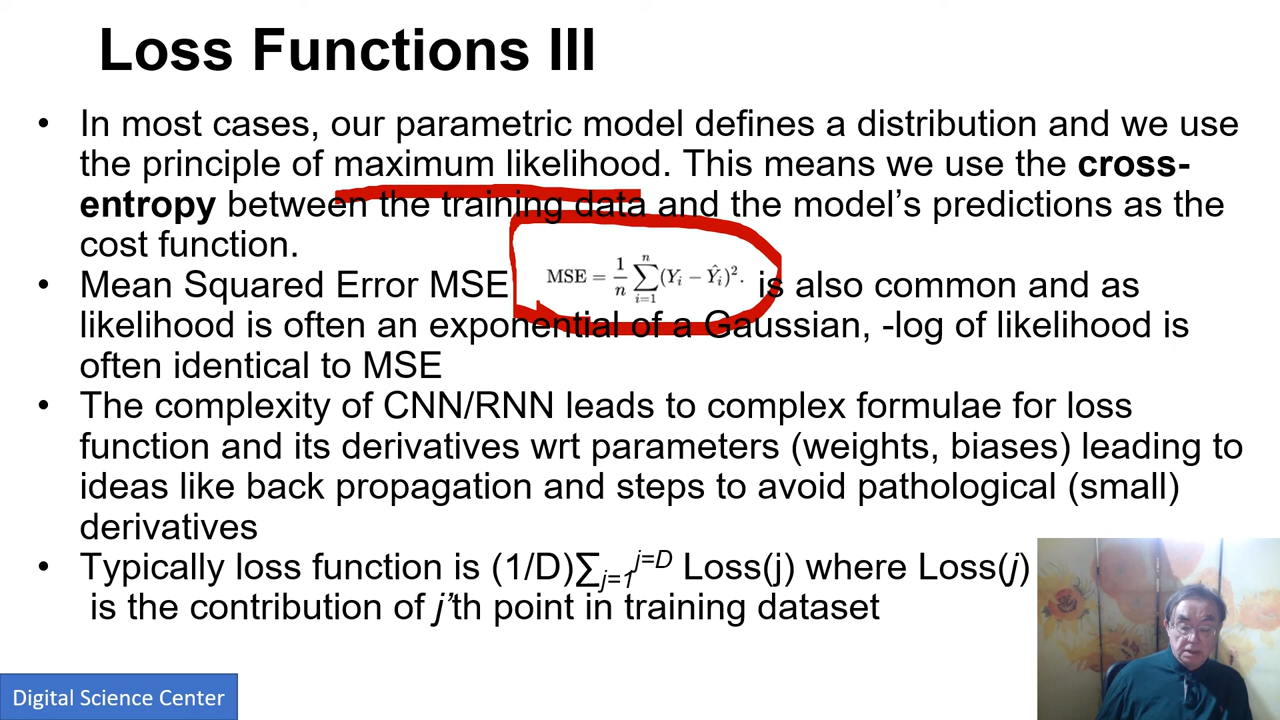 Loss Functions III
• In most cases, our parametric model defines a distribution and we use
the principle of maximum likelihood. This means we use the cross-
entropy between the training data and the model’s predictions as the
cost function.
• Mean Squared Error MSE MSE = \frac{1}{n} \sum_{i=1}^{n} (Y_i − \hat{Y}_i)^2. is also common and as
likelihood is often an exponential of a Gaussian, -log of likelihood is
often identical to MSE
• The complexity of CNN/RNN leads to complex formulae for loss
function and its derivatives wrt parameters (weights, biases) leading to
ideas like back propagation and steps to avoid pathological (small)
derivatives
• Typically loss function is (1/D)∑_{j=1}^{j=D} Loss(j) where Loss(j)
is the contribution of j’th point in training dataset
Digital Science Center